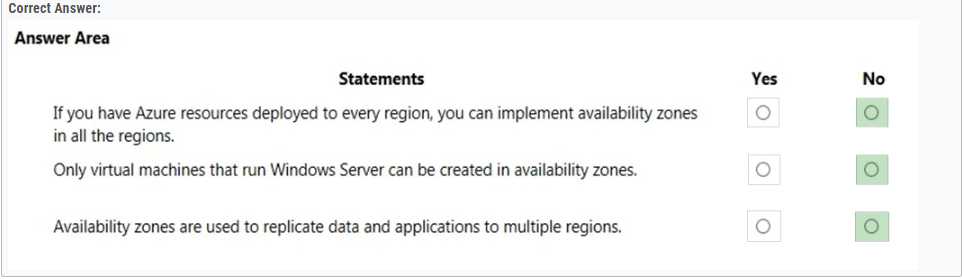 Correct Answer:
Answer Area
Statements Yes No
If you have Azure resources deployed to every region, you can implement availability zones
in all the regions.
Only virtual machines that run Windows Server can be created in availability zones.
Availability zones are used to replicate data and applications to multiple regions.